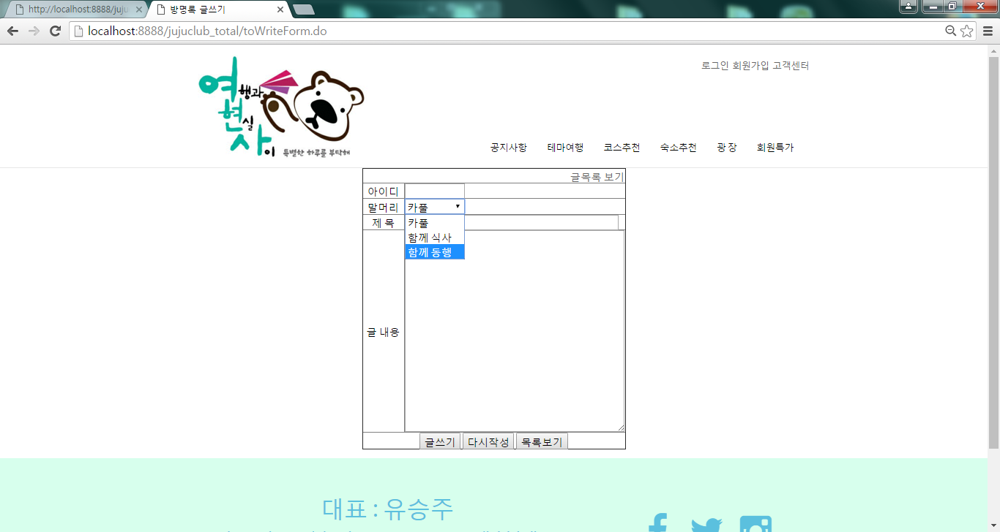 http://localhost:8888/juju
방명록 글쓰기
localhost:8888/jujuclub_total/toWriteForm.do
로그인 회원가입 고객센터
여행과
현실
사이 특별한 하루를 부탁해
공지사항 테마여행 코스추천 숙소추천 광 장 회원특가
글목록 보기
아이디
말머리 카풀
제 목 카풀
함께 식사
함께 동행
글 내용
글쓰기 다시작성 목록보기
대표 : 유승주